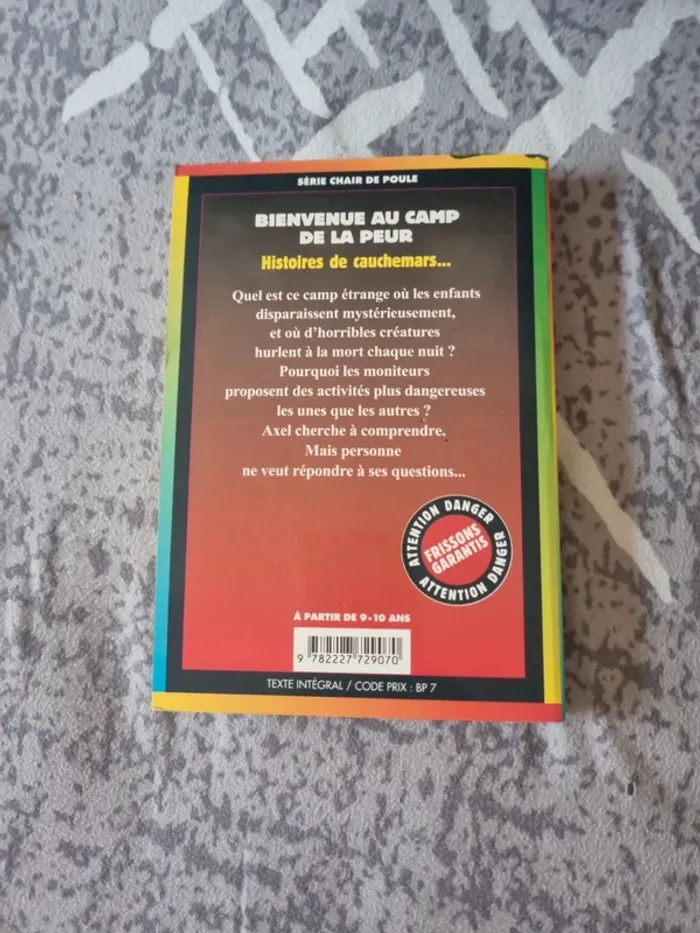 SÉRIE CHAIR DE POULE
BIENVENUE AU CAMP
DE LA PEUR
Histoires de cauchemars...
Quel est ce camp étrange où les enfants
disparaissent mystérieusement,
et où d'horribles créatures
hurlent à la mort chaque nuit ?
Pourquoi les moniteurs
proposent des activités plus dangereuses
les unes que les autres ?
Axel cherche à comprendre.
Mais personne
ne veut répondre à ses questions...
ATTENTION DANGER
FRISSONS
GARANTIS
ATTENTION DANGER
À PARTIR DE 9-10 ANS
9 782227 729070
TEXTE INTÉGRAL / CODE PRIX : BP 7